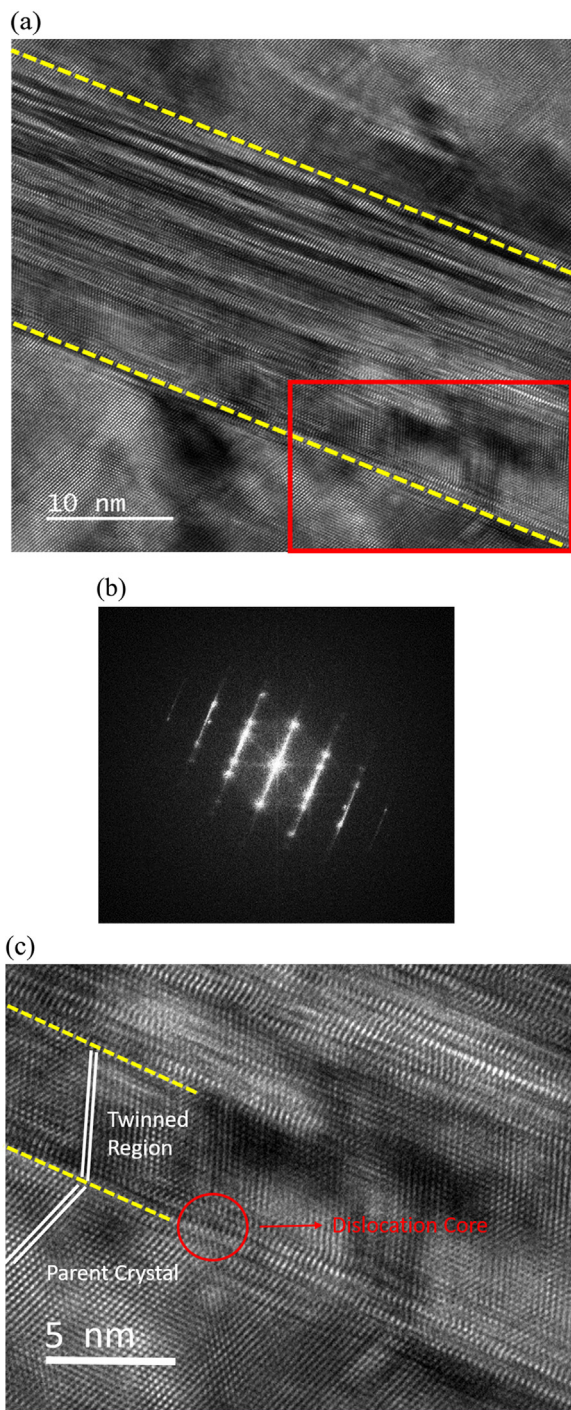 (a)
10 nm
(b)
(c)
Twinned
Region
Dislocation Core
Parent Crystal
5 nm